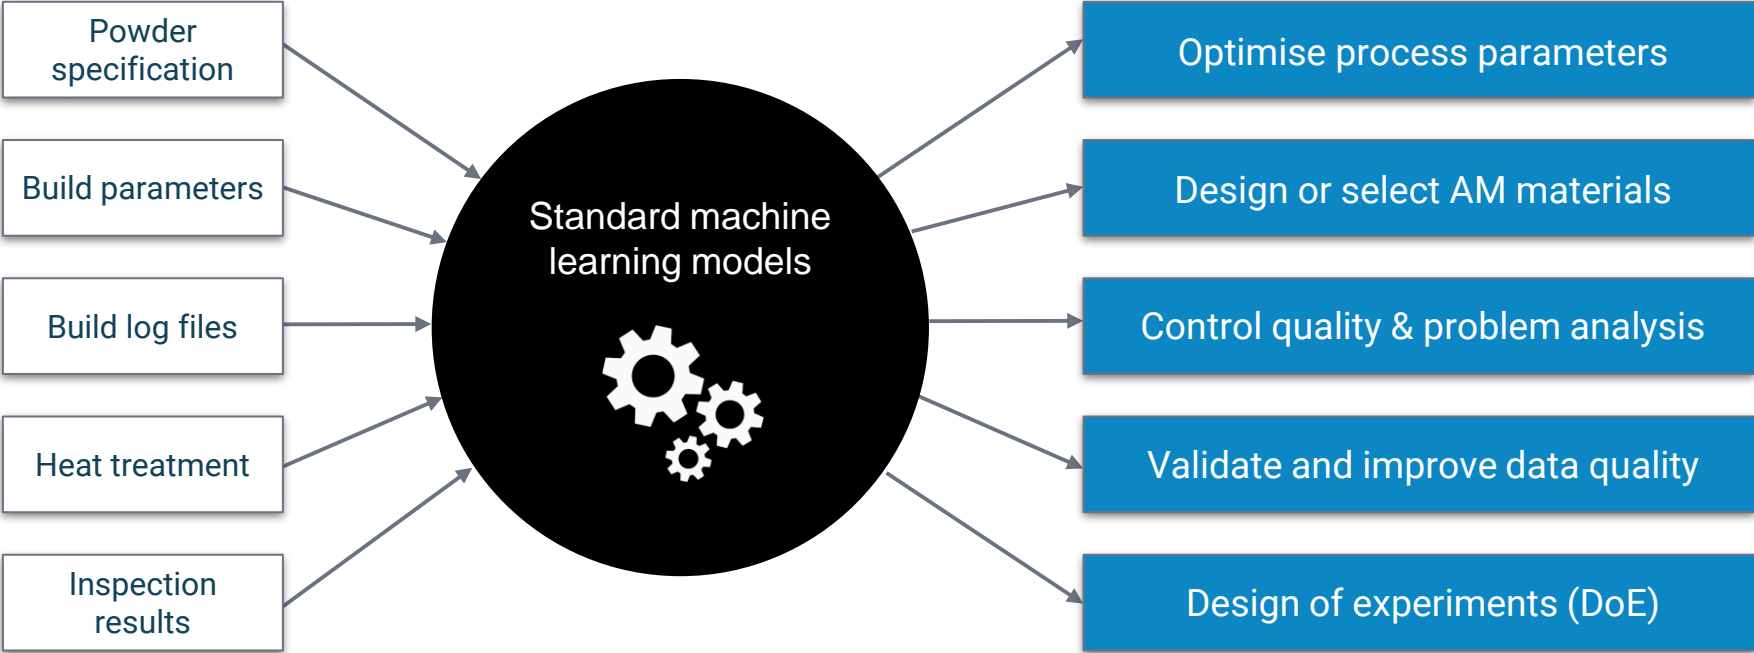 Powder
specification
Build parameters
Build log files
Heat treatment
Inspection
results
Standard machine
learning models
Optimise process parameters
Design or select AM materials
Control quality & problem analysis
Validate and improve data quality
Design of experiments (DoE)